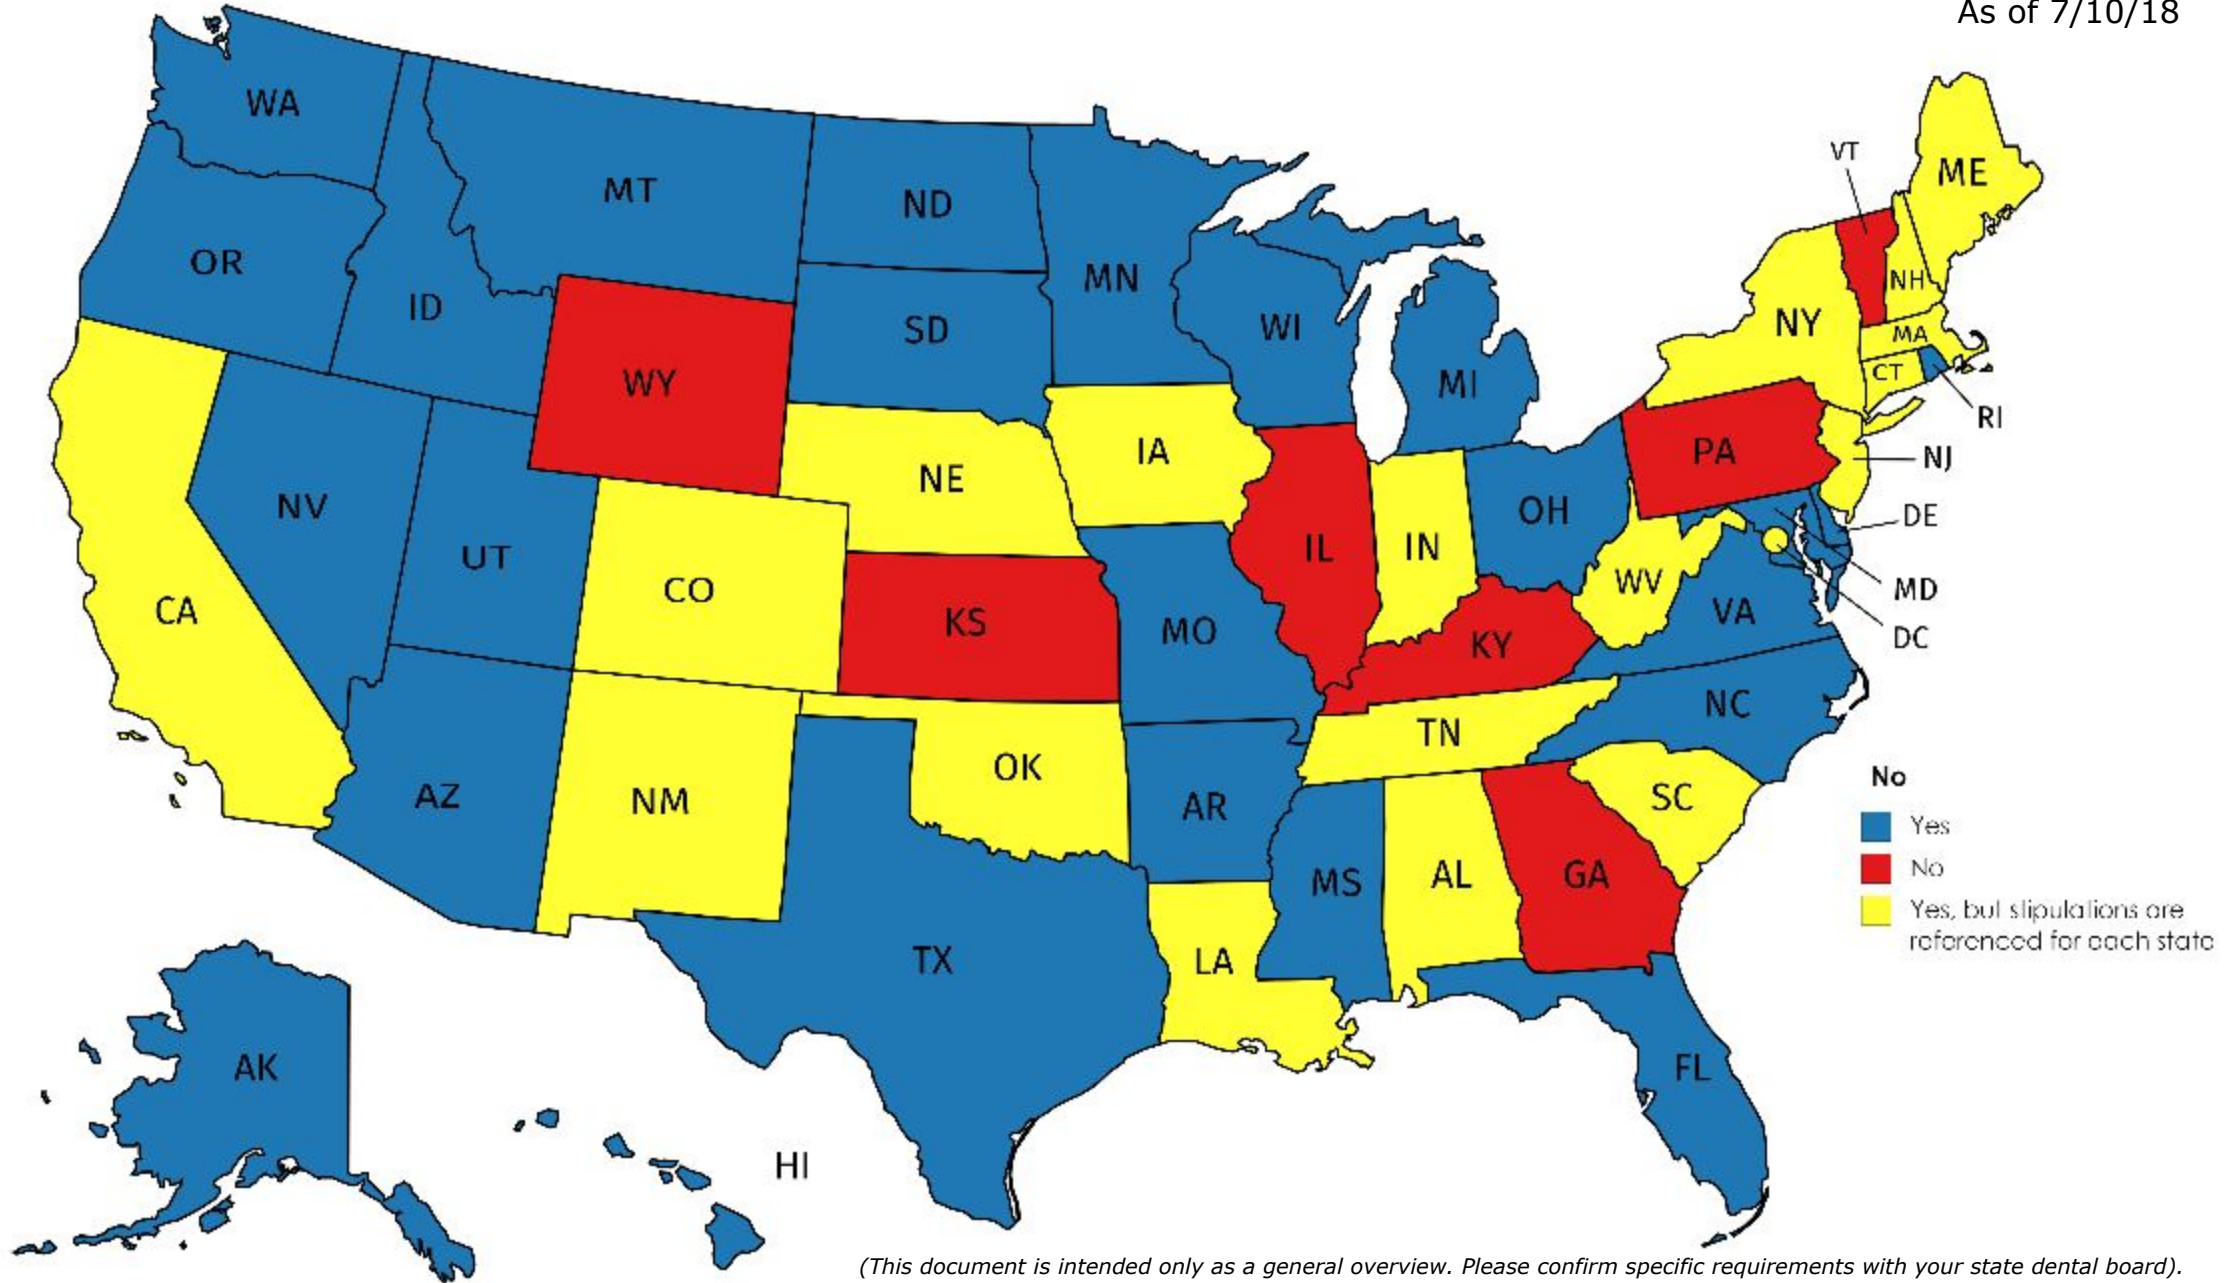 As of 7/10/18
WA
MT
ND
MN
VT
ME
OR
ID
SD
WI
MI
NH
NY
MA
WY
CT
RI
IA
NE
PA
NJ
NV
UT
CO
IL
IN
OH
DE
WV
MD
CA
KS
MO
KY
VA
DC
NC
TN
AZ
NM
OK
AR
SC
No
Yes
MS
AL
GA
No
Yes, but stipulations are
referenced for each state
TX
LA
AK
FL
HI
(This document is intended only as a general overview. Please confirm specific requirements with your state dental board).